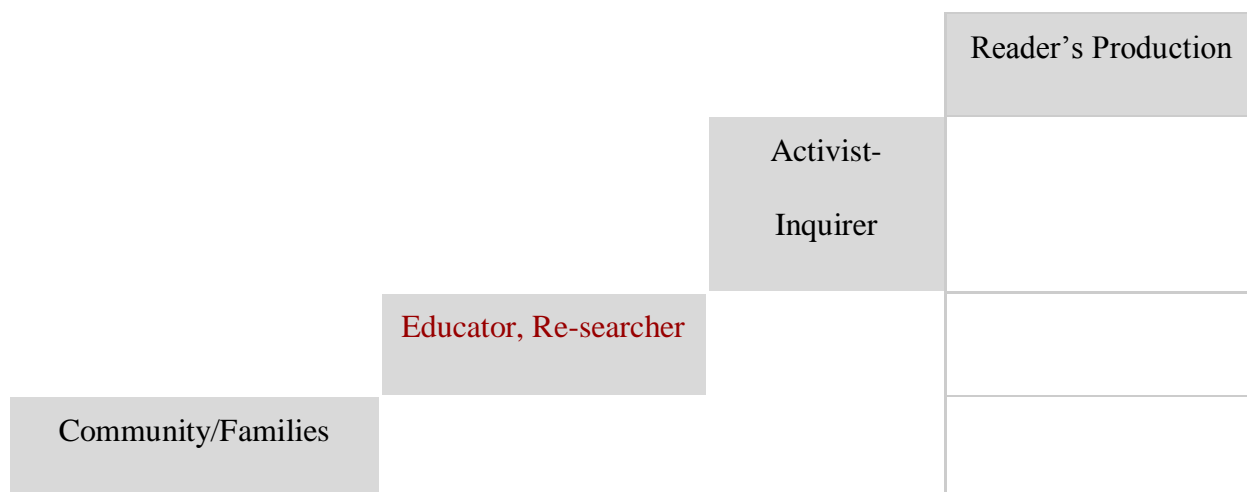 Reader’s Production
Activist-
Inquirer
Educator, Re-searcher
Community/Families